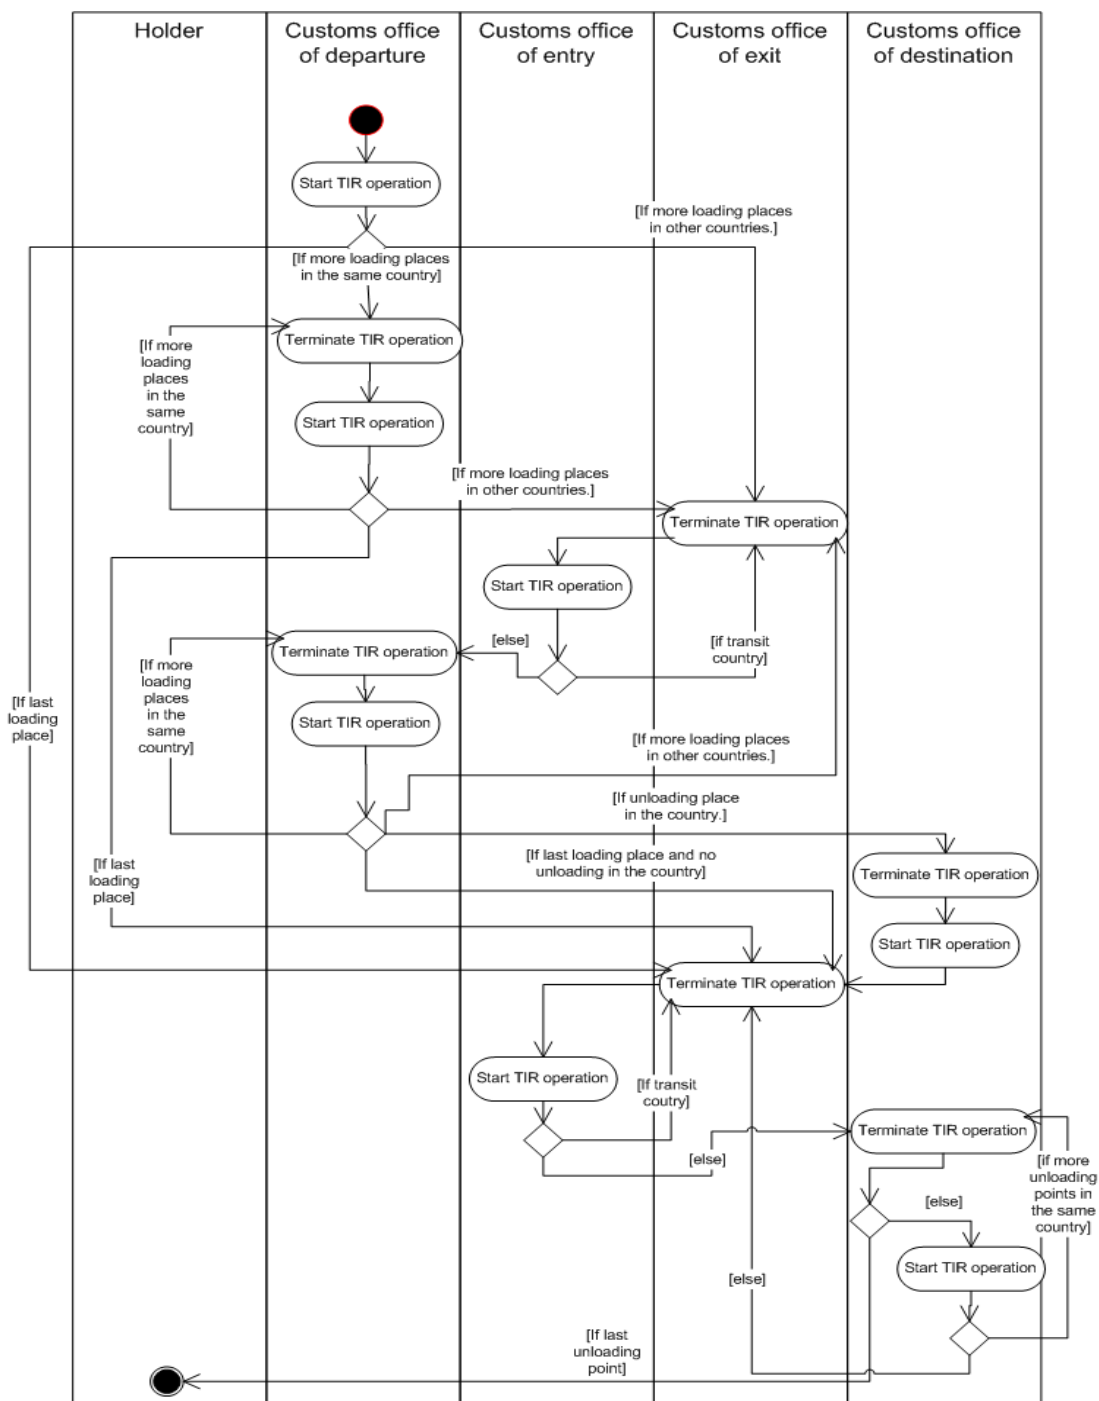 Holder
Customs office
of departure
Customs office
of entry
Customs office
of exit
Customs office
of destination
Start TIR operation
[If more loading places
in other countries.]
[If more loading places
in the same country]
Terminate TIR operation
[If more
loading
places
in the
same
country]
Start TIR operation
[If more loading places
in other countries.]
Terminate TIR operation
Start TIR operation
[else]
[if transit
country]
Terminate TIR operation
[If more
loading
places
in the
same
country]
[If last
loading
place]
Start TIR operation
[If more loading places
in other countries.]
[If unloading place
in the country.]
[If last loading place and no
unloading in the country]
[If last
loading
place]
Terminate TIR operation
Start TIR operation
Terminate TIR operation
Start TIR operation
[If transit
coutry]
Terminate TIR operation
[else]
[if more
unloading
points in
the same
country]
[else]
Start TIR operation
[else]
[If last
unloading
point]